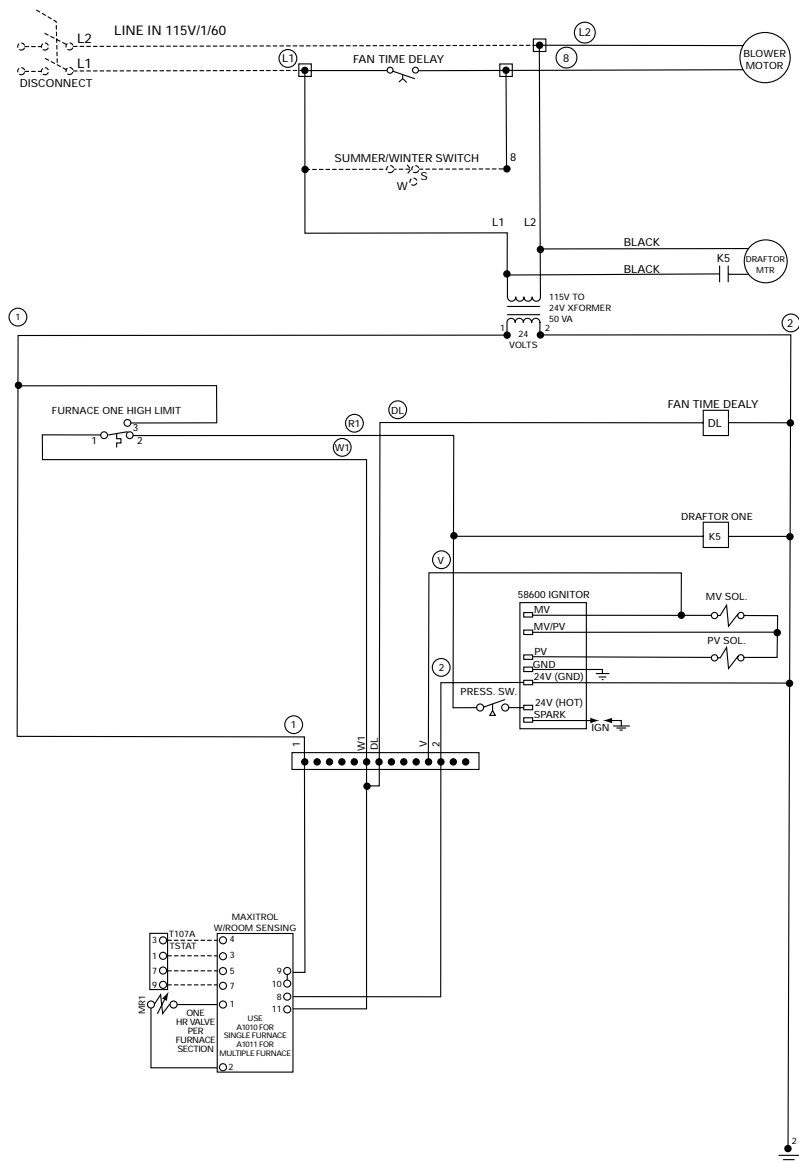 L2
LINE IN 115V/1/60
L1
DISCONNECT
L1
FAN TIME DELAY
L2
8
BLOWER
MOTOR
SUMMER/WINTER SWITCH
8
W
S
L1
L2
BLACK
BLACK
K5
DRAFTOR
MTR
115V TO
24V XFORMER
50 VA
1
24
VOLTS
2
1
2
FURNACE ONE HIGH LIMIT
3
1
2
R1
W1
DL
FAN TIME DEALY
DL
DRAFTOR ONE
K5
V
58600 IGNITOR
MV
MV/PV
PV
GND
24V (GND)
24V (HOT)
SPARK
MV SOL.
PV SOL.
2
PRESS. SW.
IGN
1
1
W1
DL
V
2
MAXITROL
W/ROOM SENSING
T107A
TSTAT
3
1
7
9
4
3
5
7
1
2
9
10
8
11
MR1
ONE
HR VALVE
PER
FURNACE
SECTION
USE
A1010 FOR
SINGLE FURNACE
A1011 FOR
MULTIPLE FURNACE
2